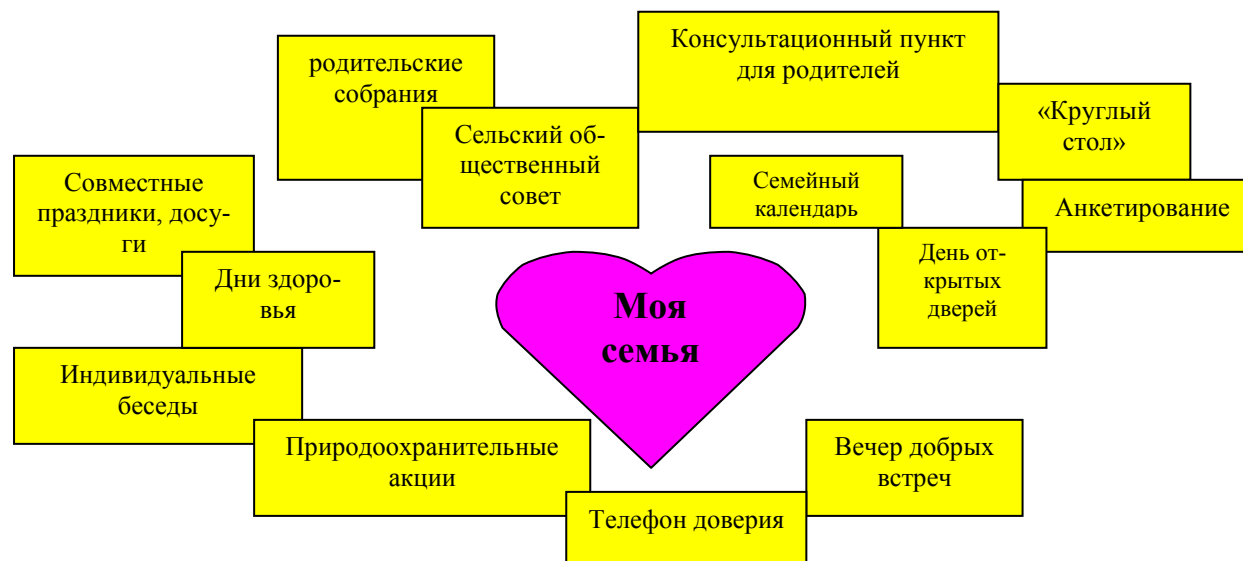 Консультационный пункт
для родителей
родительские
собрания
«Круглый
стол»
Сельский об-
щественный
совет
Семейный
календарь
Совместные
праздники, досу-
ги
Анкетирование
День от-
крытых
дверей
Дни здоро-
вья
Моя
семья
Индивидуальные
беседы
Природоохранительные
акции
Вечер добрых
встреч
Телефон доверия